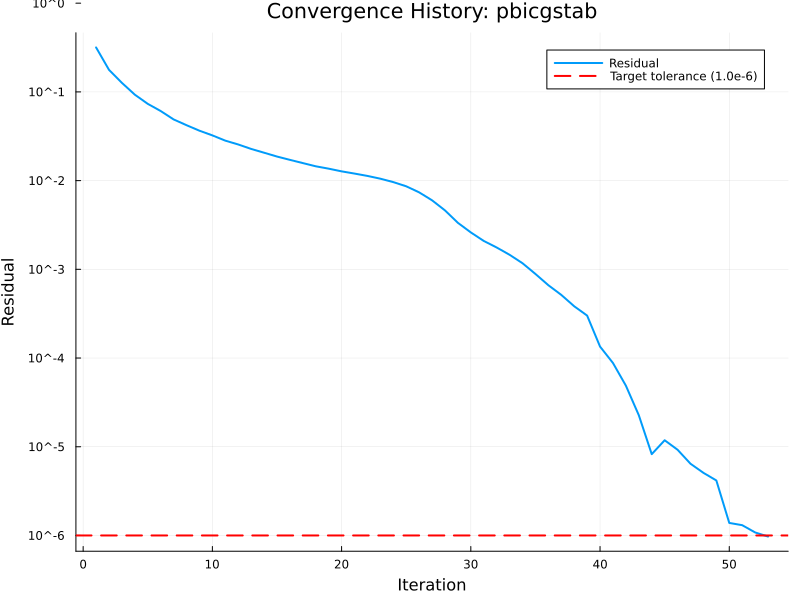 Convergence History: pbicgstab
10^0
10^-1
10^-2
10^-3
10^-4
10^-5
10^-6
Residual
Residual
Target tolerance (1.0e-6)
0 10 20 30 40 50
Iteration